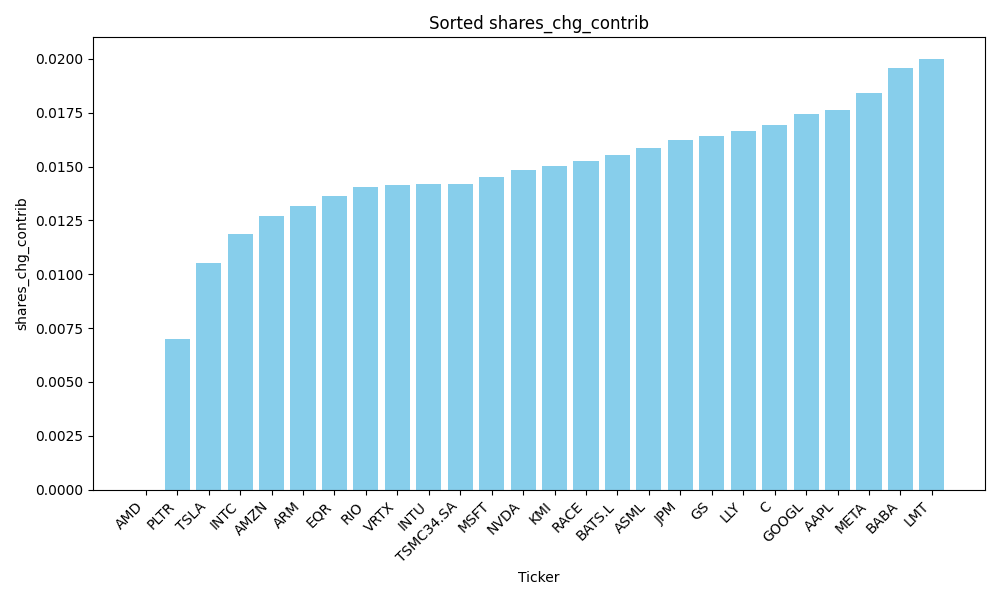 Sorted shares_chg_contrib
0.0200
0.0175
0.0150
0.0125
0.0100
0.0075
0.0050
0.0025
0.0000
shares_chg_contrib
AMD
PLTR
TSLA
INTC
AMZN
ARM
EQR
RIO
VRTX
INTU
TSMC34.SA
MSFT
NVDA
KMI
RACE
BATS.L
ASML
JPM
GS
LLY
C
GOOGL
AAPL
META
BABA
LMT
Ticker